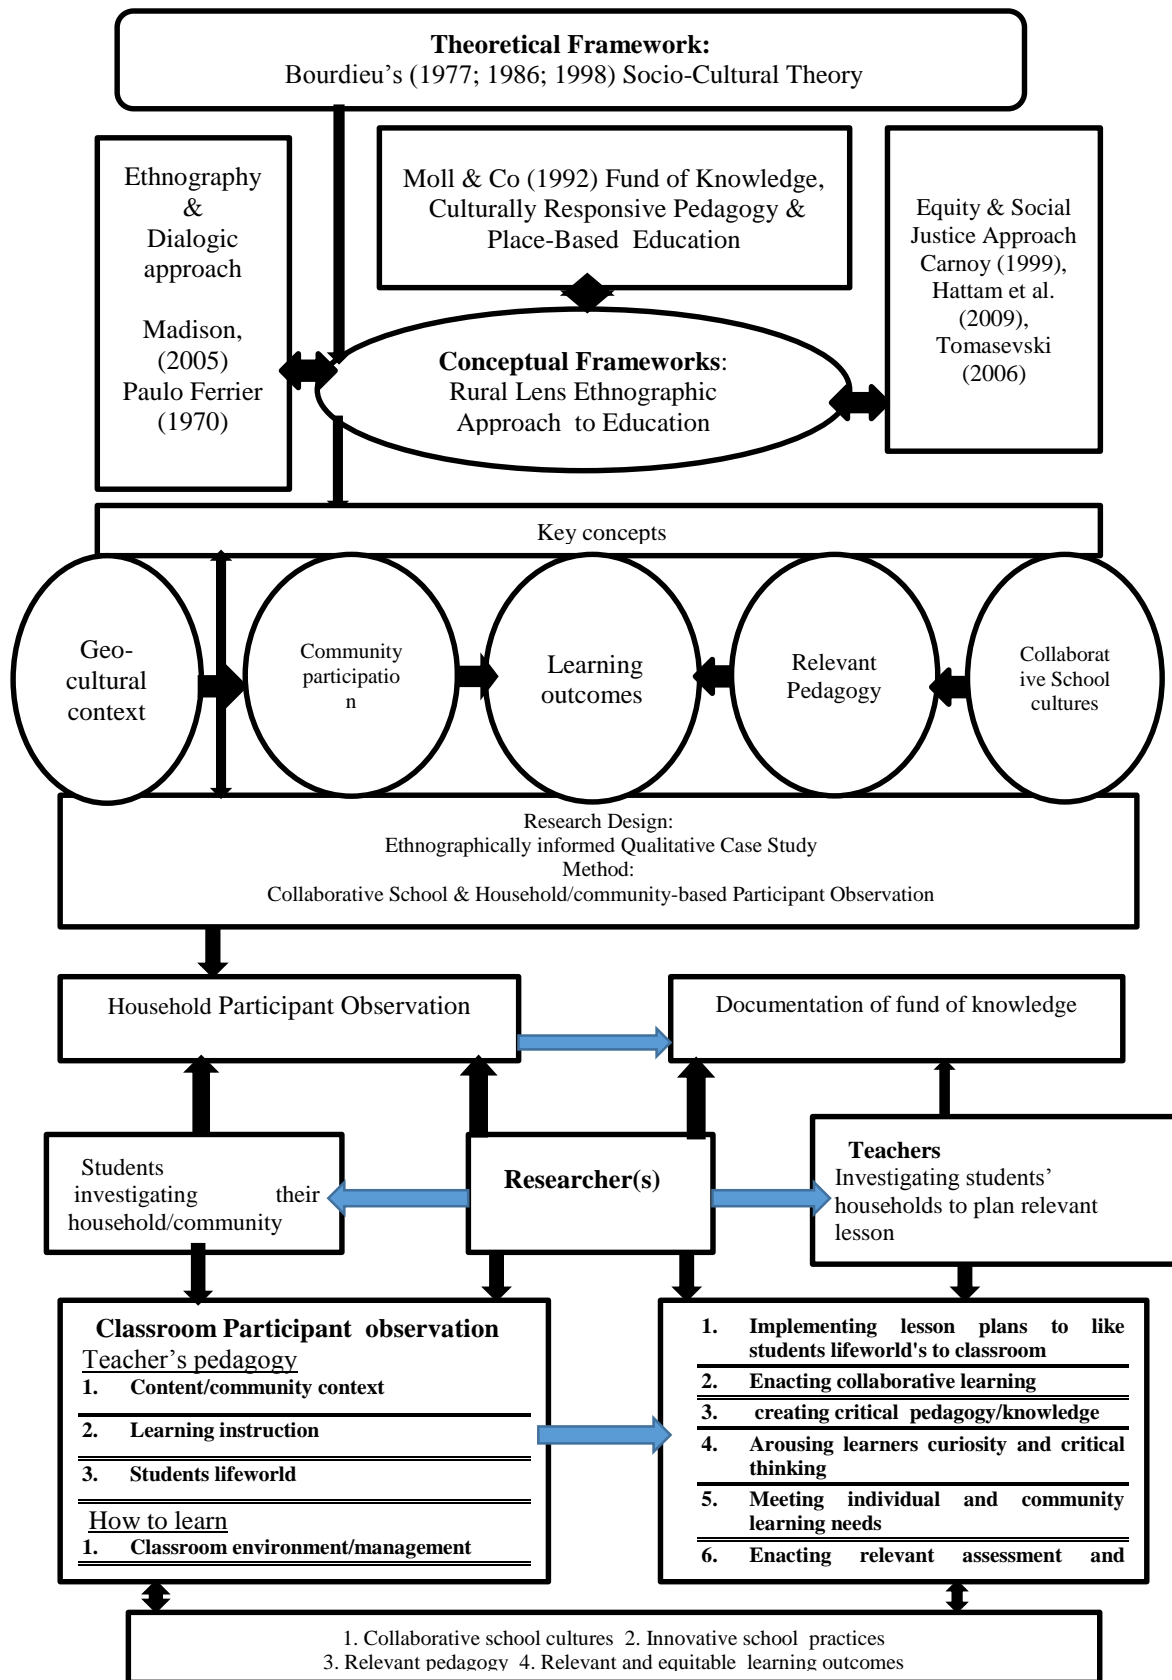 Theoretical Framework:
Bourdieu's (1977; 1986; 1998) Socio-Cultural Theory
Ethnography
&
Dialogic
approach
Madison,
(2005)
Paulo Ferrier
(1970)
Moll & Co (1992) Fund of Knowledge,
Culturally Responsive Pedagogy &
Place-Based Education
Equity & Social
Justice Approach
Carnoy (1999),
Hattam et al.
(2009),
Tomasevski
(2006)
Conceptual Frameworks:
Rural Lens Ethnographic
Approach to Education
Key concepts
Geo-
cultural
context
Community
participatio
n
Learning
outcomes
Relevant
Pedagogy
Collaborat
ive School
cultures
Research Design:
Ethnographically informed Qualitative Case Study
Method:
Collaborative School & Household/community-based Participant Observation
Household Participant Observation
Documentation of fund of knowledge
Students
investigating their
household/community
Researcher(s)
Teachers
Investigating students'
households to plan relevant
lesson
Classroom Participant observation
Teacher's pedagogy
1. Content/community context
2. Learning instruction
3. Students lifeworld
How to learn
1. Classroom environment/management
1. Implementing lesson plans to like
students lifeworld's to classroom
2. Enacting collaborative learning
3. creating critical pedagogy/knowledge
4. Arousing learners curiosity and critical
thinking
5. Meeting individual and community
learning needs
6. Enacting relevant assessment and
1. Collaborative school cultures 2. Innovative school practices
3. Relevant pedagogy 4. Relevant and equitable learning outcomes